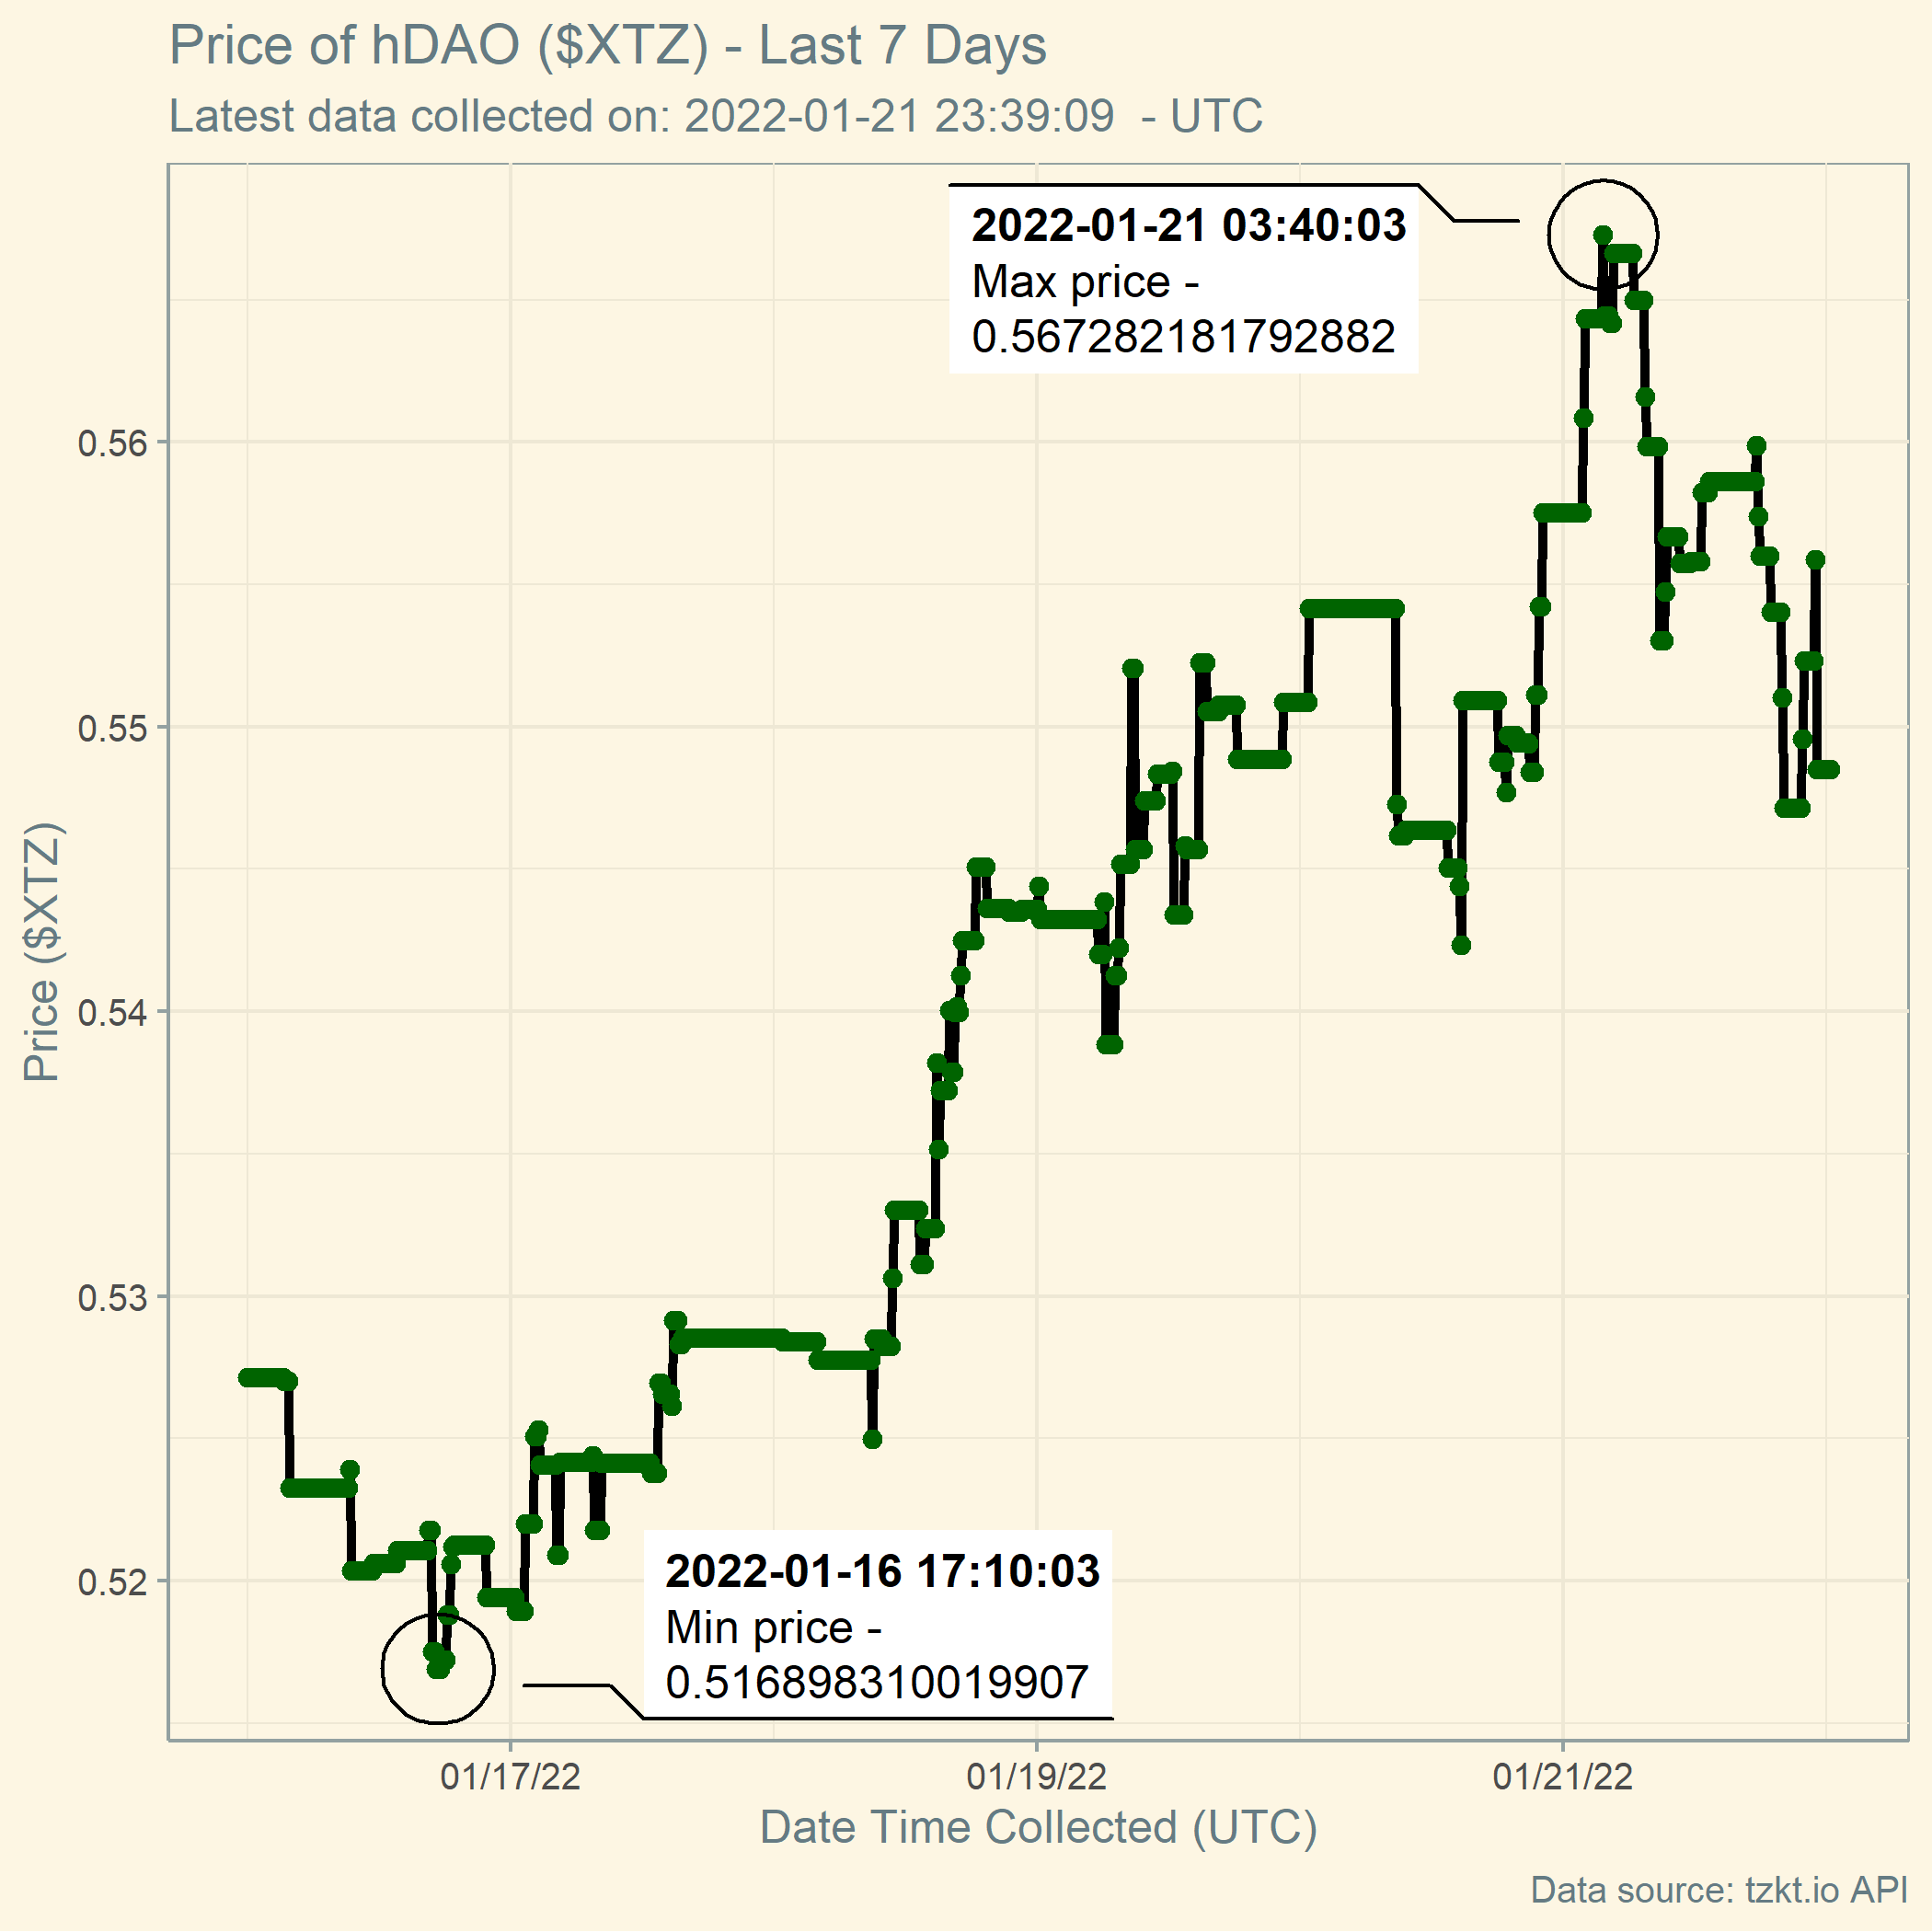 Price of hDAO ($XTZ) - Last 7 Days
Latest data collected on: 2022-01-21 23:39:09  - UTC
2022-01-21 03:40:03
Max price -
0.567282181792882
0.56
0.55
0.54
0.53
0.52
Price ($XTZ)
2022-01-16 17:10:03
Min price -
0.516898310019907
01/17/22
01/19/22
01/21/22
Date Time Collected (UTC)
Data source: tzkt.io API